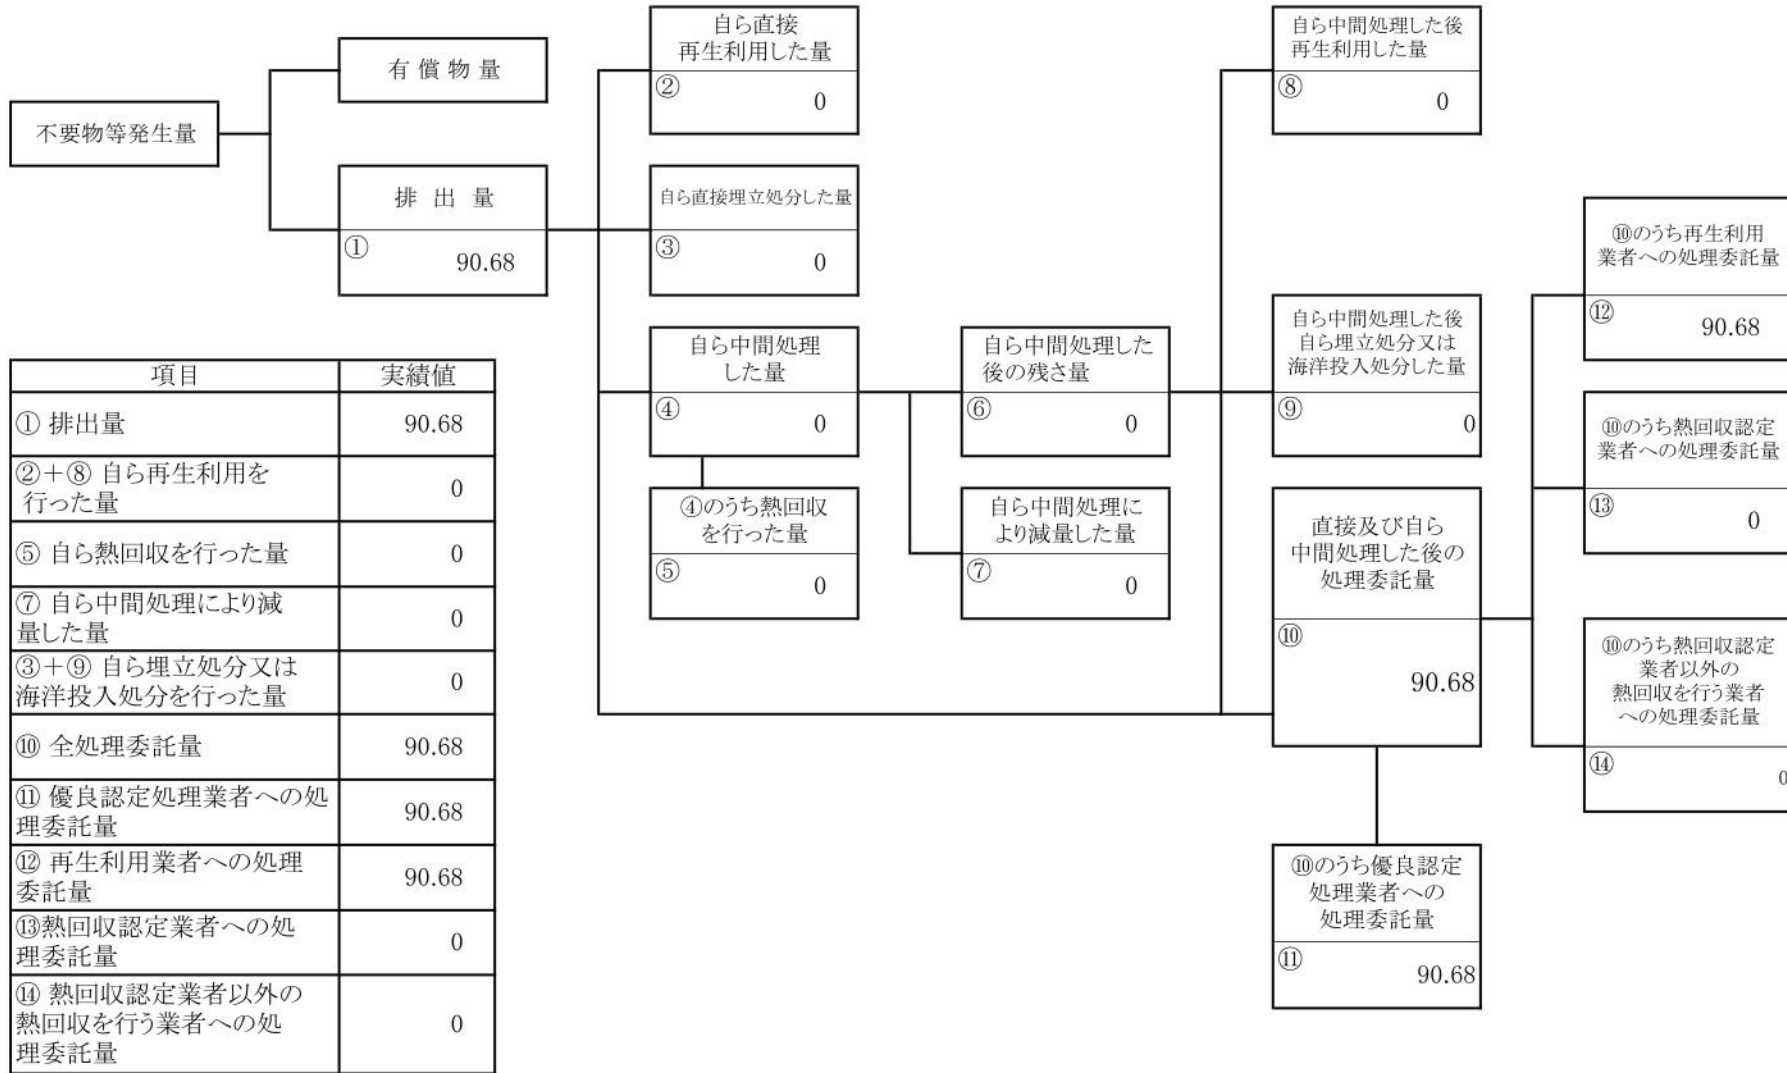 不要物等発生量
有 償 物 量
排 出 量
①
90.68
自ら直接
再生利用した量
②
0
自ら直接埋立処分した量
③
0
自ら中間処理
した量
④
0
④のうち熱回収
を行った量
⑤
0
自ら中間処理した
後の残さ量
⑥
0
自ら中間処理に
より減量した量
⑦
0
自ら中間処理した後
再生利用した量
⑧
0
自ら中間処理した後
自ら埋立処分又は
海洋投入処分した量
⑨
0
直接及び自ら
中間処理した後の
処理委託量
⑩
90.68
⑩のうち優良認定
処理業者への
処理委託量
⑪
90.68
⑩のうち再生利用
業者への処理委託量
⑫
90.68
⑩のうち熱回収認定
業者への処理委託量
⑬
0
⑩のうち熱回収認定
業者以外の
熱回収を行う業者
への処理委託量
⑭
0
項目 実績値
① 排出量 90.68
②+⑧ 自ら再生利用を
行った量 0
⑤ 自ら熱回収を行った量 0
⑦ 自ら中間処理により減
量した量 0
③+⑨ 自ら埋立処分又は
海洋投入処分を行った量 0
⑩ 全処理委託量 90.68
⑪ 優良認定処理業者への処
理委託量 90.68
⑫ 再生利用業者への処理
委託量 90.68
⑬熱回収認定業者への処
理委託量 0
⑭ 熱回収認定業者以外の
熱回収を行う業者への処
理委託量 0